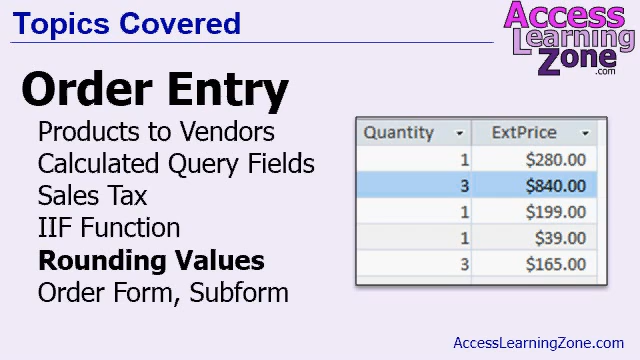 Topics Covered
Access
Learning
Zone
.com
Order Entry
Products to Vendors
Calculated Query Fields
Sales Tax
IIF Function
Rounding Values
Order Form, Subform
Quantity ExtPrice
1 $280.00
3 $840.00
1 $199.00
1 $39.00
3 $165.00
AccessLearningZone.com